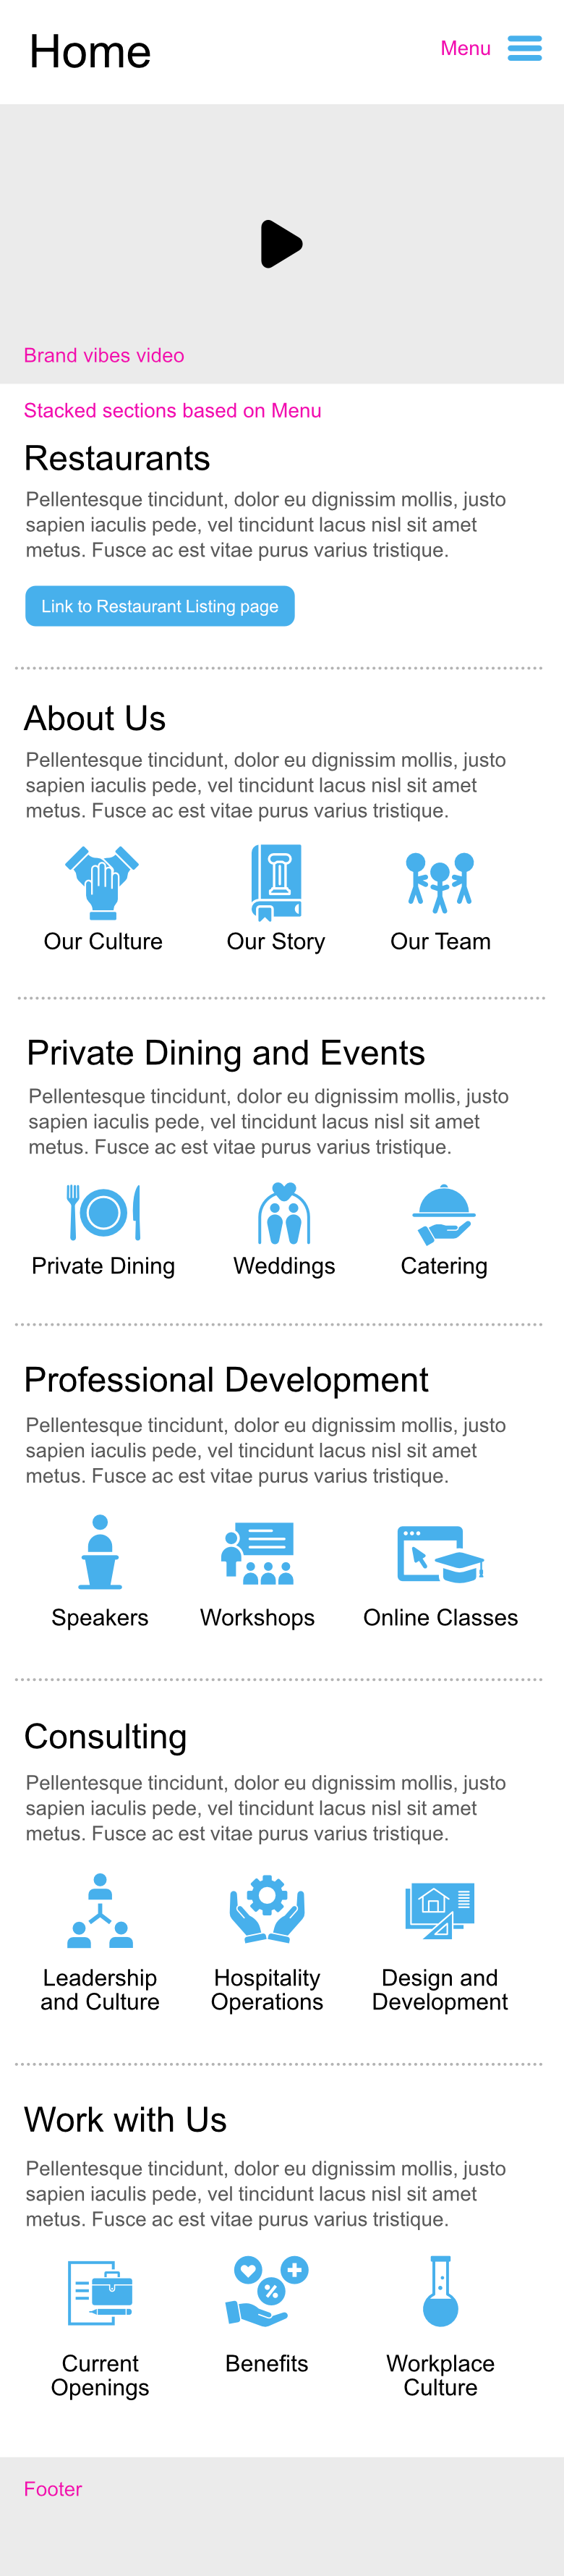 Home
Menu
Brand vibes video
Stacked sections based on Menu
Restaurants
Pellentesque tincidunt, dolor eu dignissim mollis, justo
sapien iaculis pede, vel tincidunt lacus nisl sit amet
metus. Fusce ac est vitae purus varius tristique.
Link to Restaurant Listing page
About Us
Pellentesque tincidunt, dolor eu dignissim mollis, justo
sapien iaculis pede, vel tincidunt lacus nisl sit amet
metus. Fusce ac est vitae purus varius tristique.
Our Culture
Our Story
Our Team
Private Dining and Events
Pellentesque tincidunt, dolor eu dignissim mollis, justo
sapien iaculis pede, vel tincidunt lacus nisl sit amet
metus. Fusce ac est vitae purus varius tristique.
Private Dining
Weddings
Catering
Professional Development
Pellentesque tincidunt, dolor eu dignissim mollis, justo
sapien iaculis pede, vel tincidunt lacus nisl sit amet
metus. Fusce ac est vitae purus varius tristique.
Speakers
Workshops
Online Classes
Consulting
Pellentesque tincidunt, dolor eu dignissim mollis, justo
sapien iaculis pede, vel tincidunt lacus nisl sit amet
metus. Fusce ac est vitae purus varius tristique.
Leadership
and Culture
Hospitality
Operations
Design and
Development
Work with Us
Pellentesque tincidunt, dolor eu dignissim mollis, justo
sapien iaculis pede, vel tincidunt lacus nisl sit amet
metus. Fusce ac est vitae purus varius tristique.
%
Current
Openings
Benefits
Workplace
Culture
Footer